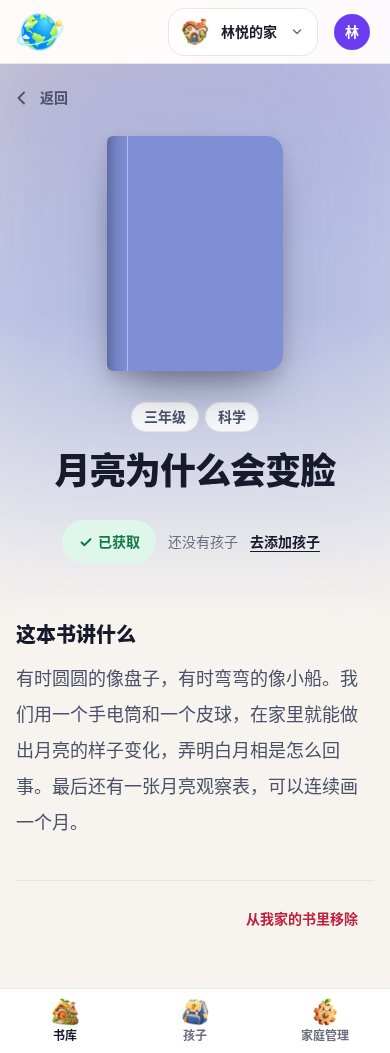 林悦的家
林
返回
三年级
科学
月亮为什么会变脸
已获取
还没有孩子
去添加孩子
这本书讲什么
有时圆圆的像盘子，有时弯弯的像小船。我
们用一个手电筒和一个皮球，在家里就能做
出月亮的样子变化，弄明白月相是怎么回
事。最后还有一张月亮观察表，可以连续画
一个月。
从我家的书里移除
书库
孩子
家庭管理